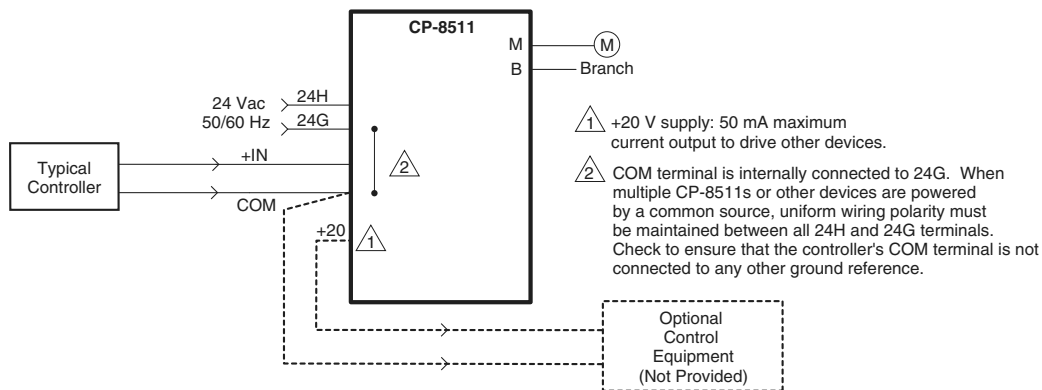 CP-8511
M
M
B
Branch
24 Vac
50/60 Hz
24H
24G
+IN
Typical
Controller
COM
2
+20
1
1
+20 V supply: 50 mA maximum
current output to drive other devices.
2
COM terminal is internally connected to 24G. When
multiple CP-8511s or other devices are powered
by a common source, uniform wiring polarity must
be maintained between all 24H and 24G terminals.
Check to ensure that the controller's COM terminal is not
connected to any other ground reference.
Optional
Control
Equipment
(Not Provided)